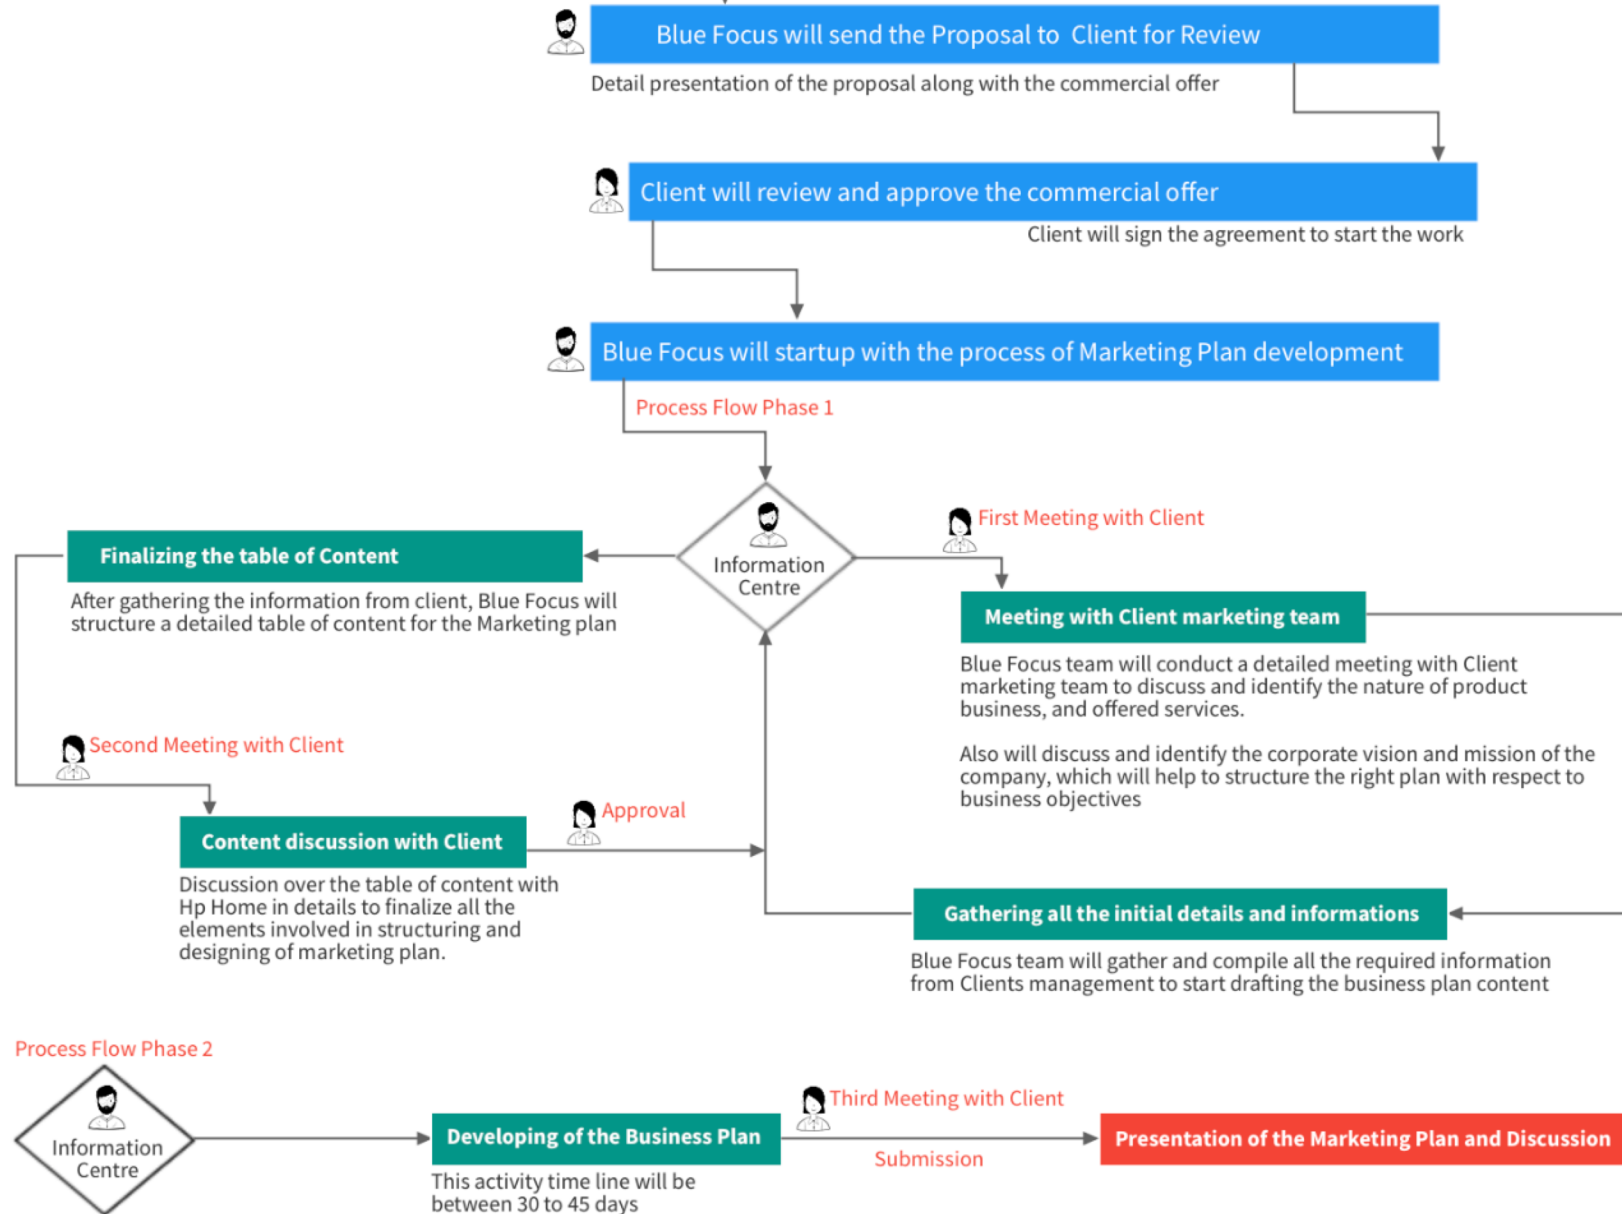 Blue Focus will send the Proposal to  Client for Review
Detail presentation of the proposal along with the commercial offer
Client will review and approve the commercial offer
Client will sign the agreement to start the work
Blue Focus will startup with the process of Marketing Plan development
Process Flow Phase 1
Information
Centre
First Meeting with Client
Finalizing the table of Content
After gathering the information from client, Blue Focus will
structure a detailed table of content for the Marketing plan
Meeting with Client marketing team
Blue Focus team will conduct a detailed meeting with Client
marketing team to discuss and identify the nature of product
business, and offered services.
Also will discuss and identify the corporate vision and mission of the
company, which will help to structure the right plan with respect to
business objectives
Second Meeting with Client
Approval
Content discussion with Client
Discussion over the table of content with
Hp Home in details to finalize all the
elements involved in structuring and
designing of marketing plan.
Gathering all the initial details and informations
Blue Focus team will gather and compile all the required information
from Clients management to start drafting the business plan content
Process Flow Phase 2
Information
Centre
Developing of the Business Plan
This activity time line will be
between 30 to 45 days
Third Meeting with Client
Submission
Presentation of the Marketing Plan and Discussion